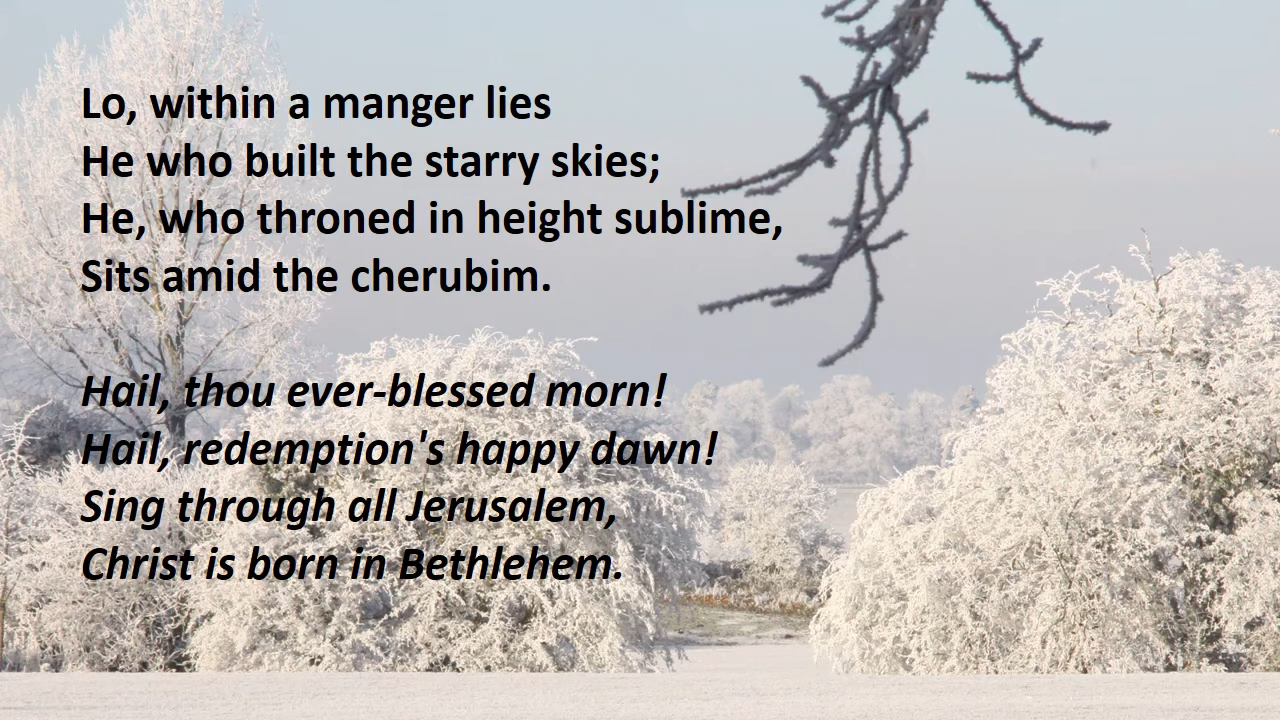 Lo, within a manger lies
He who built the starry skies;
He, who throned in height sublime,
Sits amid the cherubim.
Hail, thou ever-blessed morn!
Hail, redemption's happy dawn!
Sing through all Jerusalem,
Christ is born in Bethlehem.